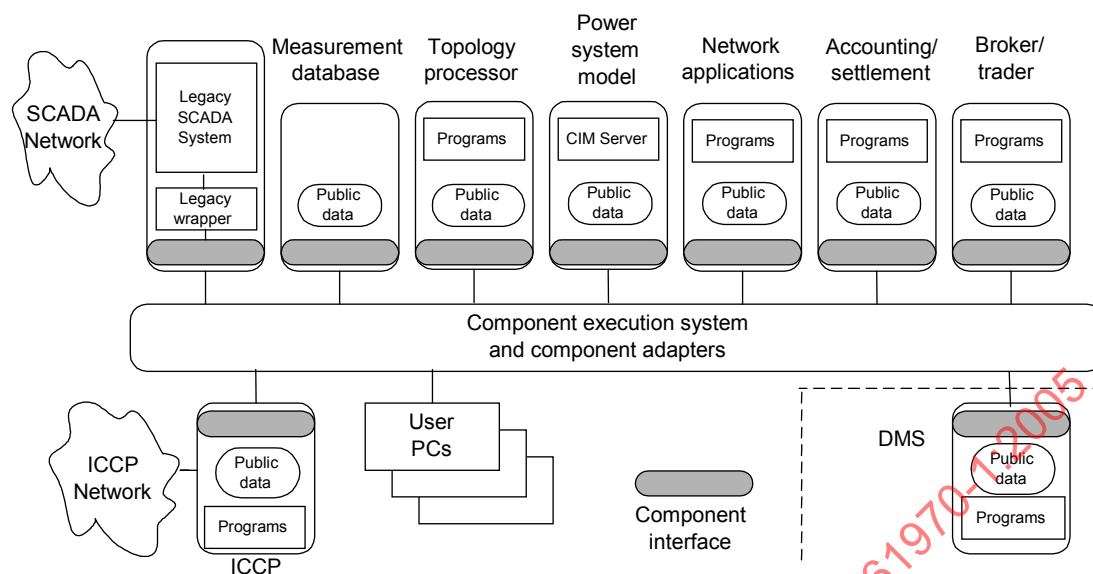 Measurement
database
Topology
processor
Power
system
model
Network
applications
Accounting/
settlement
Broker/
trader
SCADA
Network
Legacy
SCADA
System
Legacy
wrapper
Public
data
Programs
Public
data
CIM Server
Public
data
Programs
Public
data
Programs
Public
data
Programs
Public
data
Component execution system
and component adapters
ICCP
Network
Public
data
Programs
ICCP
User
PCs
Component
interface
DMS
Public
data
Programs
61970-1:2005